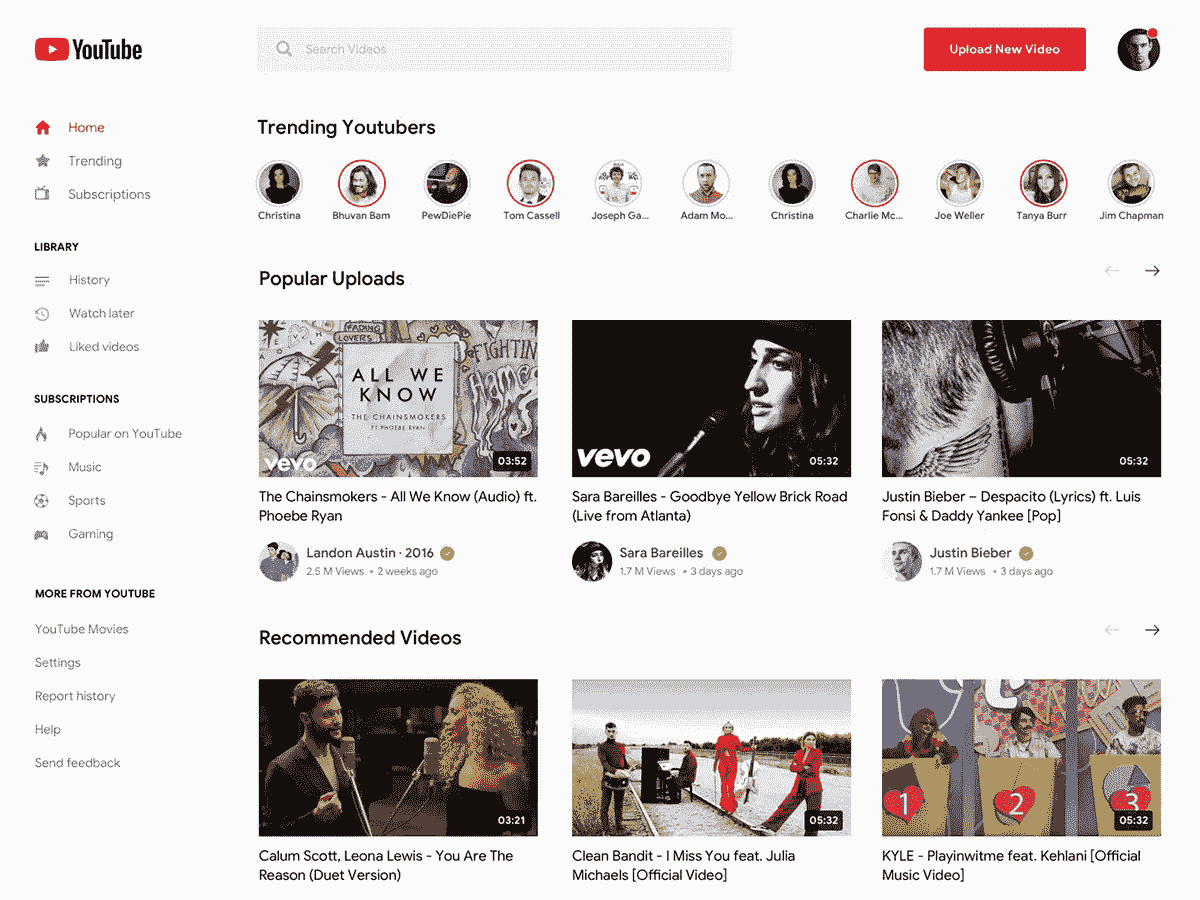 YouTube
Search Videos
Upload New Video
Home
Trending
Subscriptions
LIBRARY
History
Watch later
Liked videos
SUBSCRIPTIONS
Popular on YouTube
Music
Sports
Gaming
MORE FROM YOUTUBE
YouTube Movies
Settings
Report history
Help
Send feedback
Trending Youtubers
Christina
Bhuvan Bam
PewDiePie
Tom Cassell
Joseph Ga...
Adam Mo...
Christina
Charlie Mc...
Joe Weller
Tanya Burr
Jim Chapman
Popular Uploads
FADING
LOVERS
FIGHTING
ALL WE
KNOW
THE CHAINSMOKERS
FT PHOEBE RYAN
vevo
03:52
The Chainsmokers - All We Know (Audio) ft.
Phoebe Ryan
Landon Austin · 2016
2.5 M Views • 2 weeks ago
vevo
05:32
Sara Bareilles - Goodbye Yellow Brick Road
(Live from Atlanta)
Sara Bareilles
1.7 M Views • 3 days ago
05:32
Justin Bieber – Despacito (Lyrics) ft. Luis
Fonsi & Daddy Yankee [Pop]
Justin Bieber
1.7 M Views • 3 days ago
Recommended Videos
03:21
Calum Scott, Leona Lewis - You Are The
Reason (Duet Version)
05:32
Clean Bandit - I Miss You feat. Julia
Michaels [Official Video]
1
2
3
05:32
KYLE - Playinwitme feat. Kehlani [Official
Music Video]